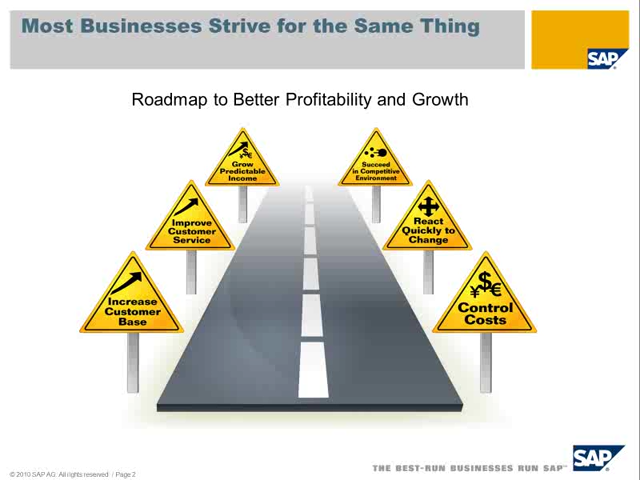 Most Businesses Strive for the Same Thing
SAP
Roadmap to Better Profitability and Growth
$
¥€
Grow
Predictable
Income
Succeed
in Competitive
Environment
Improve
Customer
Service
React
Quickly to
Change
Increase
Customer
Base
$
¥€
Control
Costs
© 2010 SAP AG. All rights reserved. / Page 2
THE BEST-RUN BUSINESSES RUN SAP™
SAP